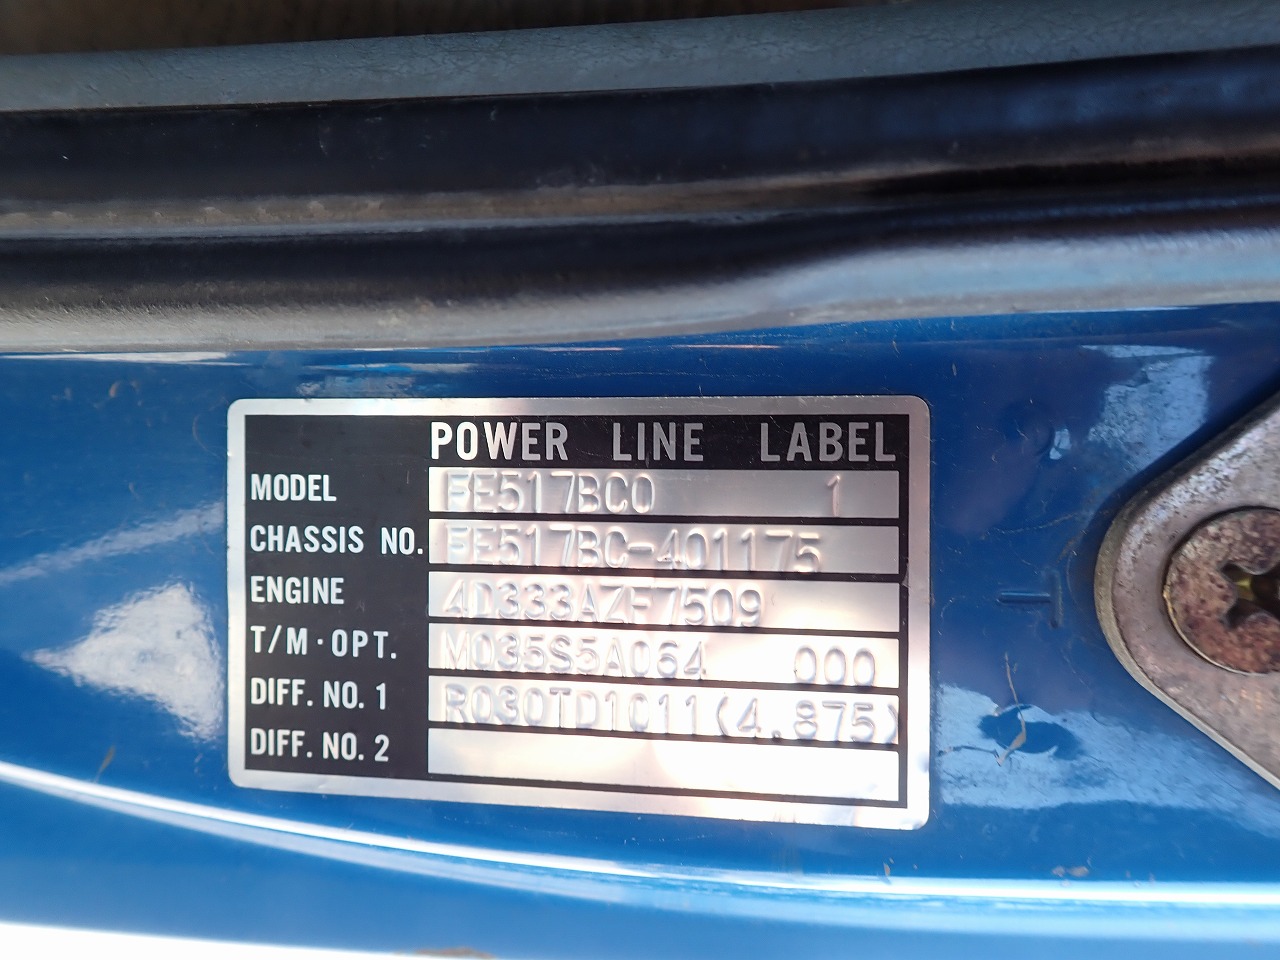 POWER LINE LABEL
MODEL FE517BC0 1
CHASSIS NO. FE517BC-401175
ENGINE 4D333AZF7509
T/M·OPT. M035S5A064 000
DIFF. NO. 1 R030TD1011(4.875)
DIFF. NO. 2